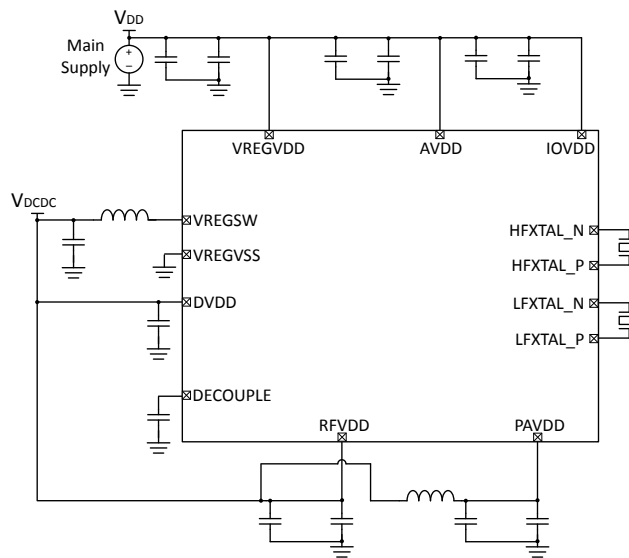 VDD
Main
Supply
+
−
VREGVDD
AVDD
IOVDD
VDCDC
VREGSW
VREGVSS
DVDD
DECOUPLE
HFXTAL_N
HFXTAL_P
LFXTAL_N
LFXTAL_P
RFVDD
PAVDD